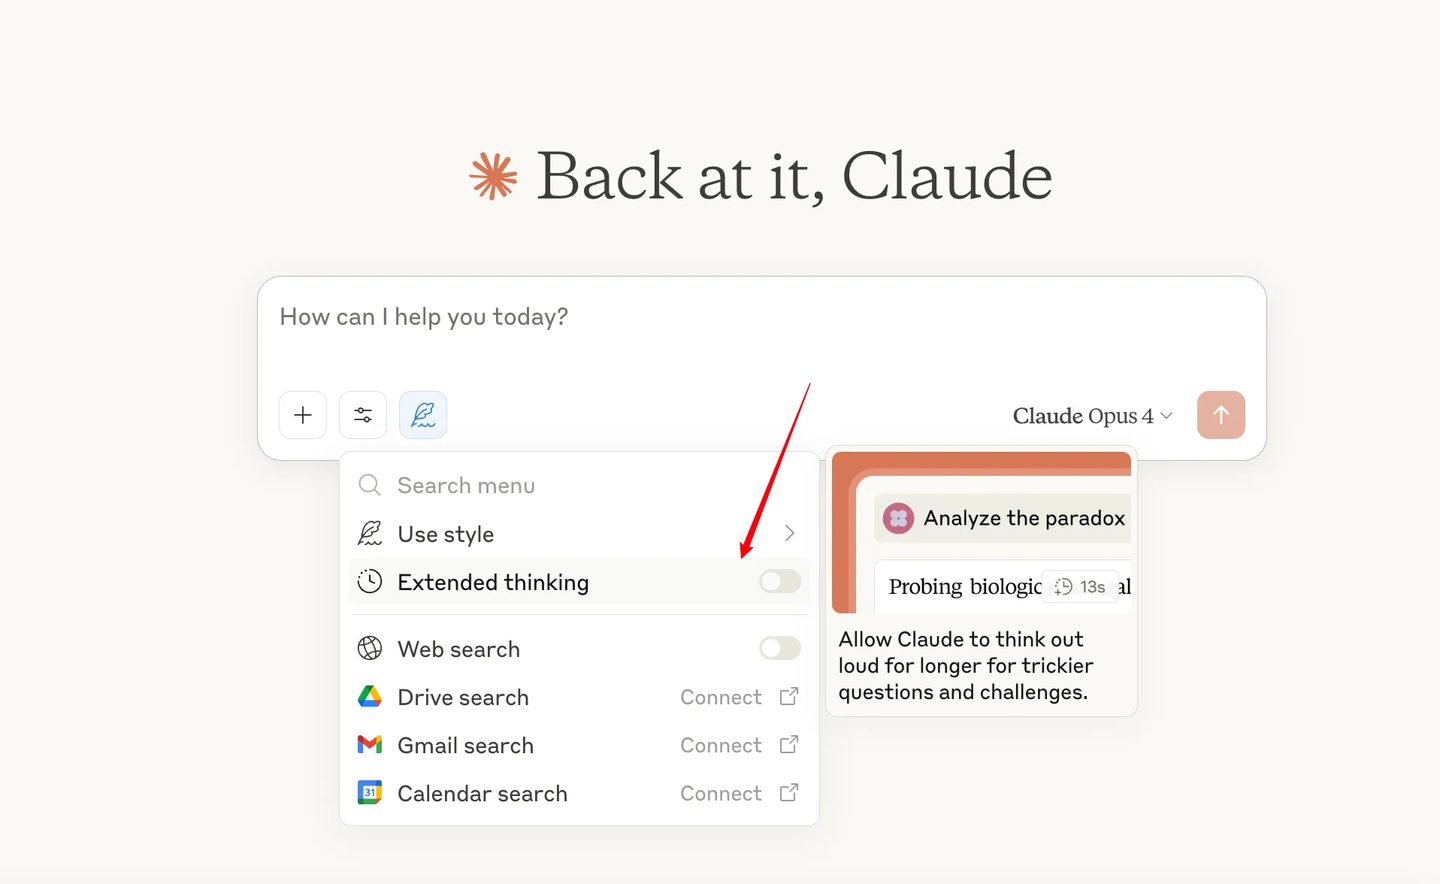 Back at it, Claude
How can I help you today?
Claude Opus 4
Search menu
Use style
Extended thinking
Web search
Drive search Connect
Gmail search Connect
31 Calendar search Connect
Analyze the paradox
Probing 13s
Allow Claude to think out
loud for longer for trickier
questions and challenges.